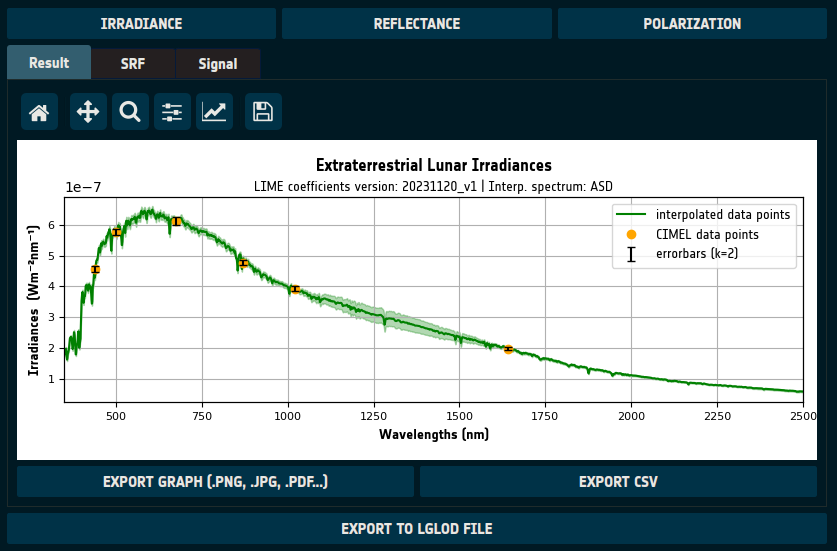 IRRADIANCE REFLECTANCE POLARIZATION
Result SRF Signal
Extraterrestrial Lunar Irradiances
1e−7 LIME coefficients version: 20231120_v1 | Interp. spectrum: ASD
interpolated data points
CIMEL data points
errorbars (k=2)
Irradiances (Wm⁻²nm⁻¹)
6
5
4
3
2
1
500 750 1000 1250 1500 1750 2000 2250 2500
Wavelengths (nm)
EXPORT GRAPH (.PNG, .JPG, .PDF...) EXPORT CSV
EXPORT TO LGLOD FILE